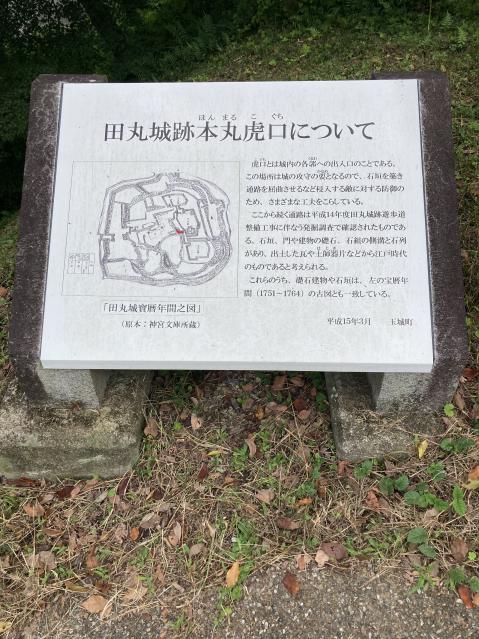 ほんまるこぐち
田丸城跡本丸虎口について
虎口とは城内の各郭への出入口のことである。
この場所は城の攻守の要となるので、石垣を築き
通路を屈曲させるなど侵入する敵に対する防御の
ため、さまざまな工夫をこらしている。
ここから続く通路は平成14年度田丸城跡遊歩道
整備工事に伴なう発掘調査で確認されたものであ
る。石垣、門や建物の礎石、石組の側溝と石列
があり、出土した瓦や土師器片などから江戸時代
のものであると考えられる。
これらのうち、礎石建物や石垣は、左の宝暦年
間（1751－1764）の古図とも一致している。
平成15年3月　玉城町
「田丸城寶暦年間之図」
（原本：神宮文庫所蔵）